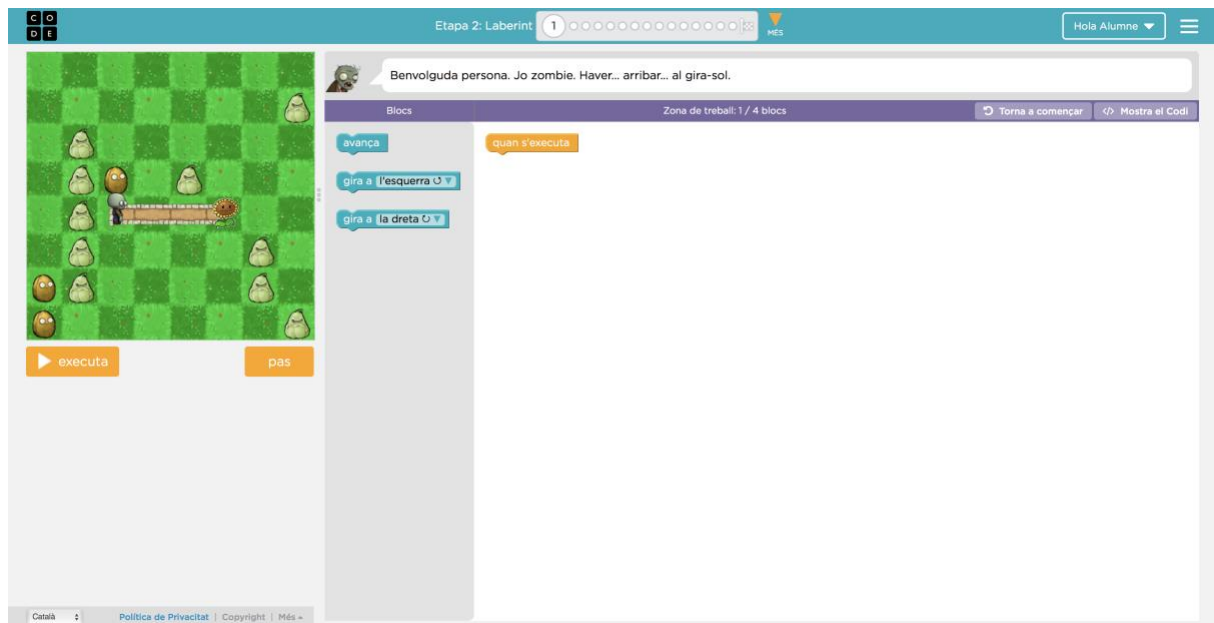 C O
D E
Etapa 2: Laberint
1
MÉS
Hola Alumne
Benvolguda persona. Jo zombie. Haver... arribar... al gira-sol.
Blocs
Zona de treball: 1 / 4 blocs
Torna a començar
</> Mostra el Codi
avança
quan s'executa
gira a l'esquerra ↺
gira a la dreta ↻
executa
pas
Català
Política de Privacitat | Copyright | Més